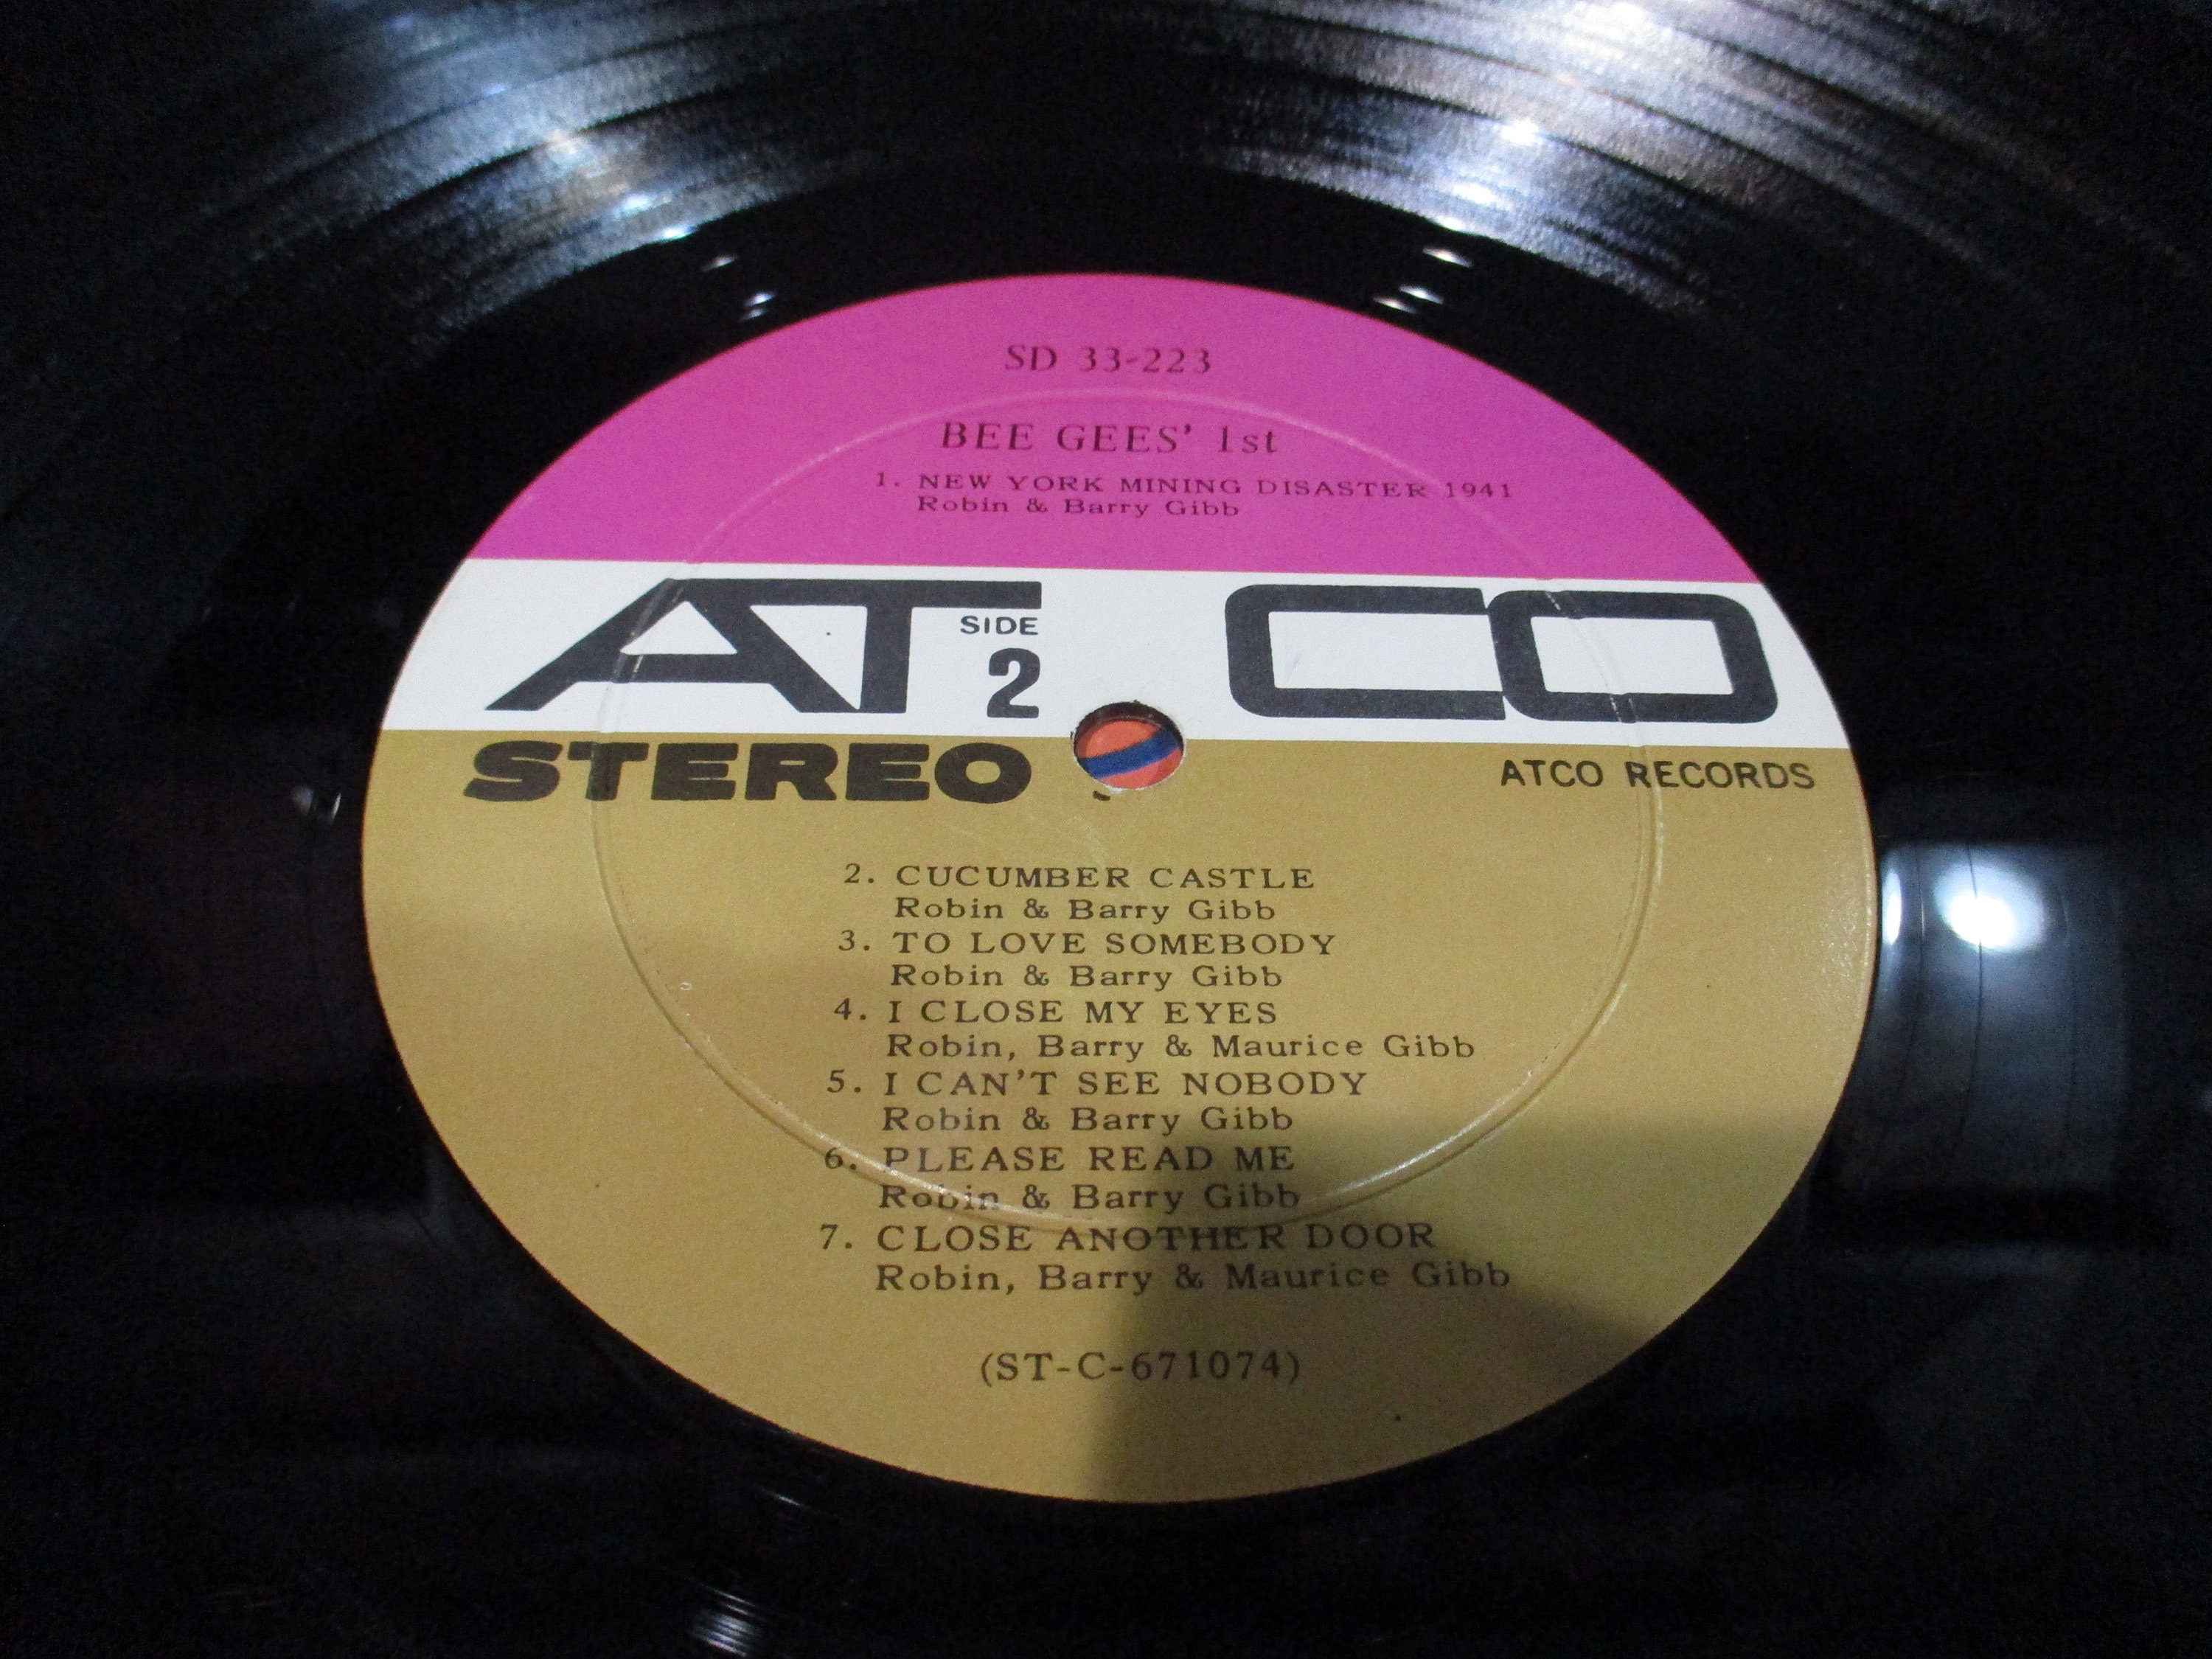 SD 33-223
BEE GEES' 1st
1. NEW YORK MINING DISASTER 1941
Robin & Barry Gibb
ATCO
SIDE
2
STEREO
ATCO RECORDS
2. CUCUMBER CASTLE
Robin & Barry Gibb
3. TO LOVE SOMEBODY
Robin & Barry Gibb
4. I CLOSE MY EYES
Robin, Barry & Maurice Gibb
5. I CAN'T SEE NOBODY
Robin & Barry Gibb
6. PLEASE READ ME
Robin & Barry Gibb
7. CLOSE ANOTHER DOOR
Robin, Barry & Maurice Gibb
(ST-C-671074)